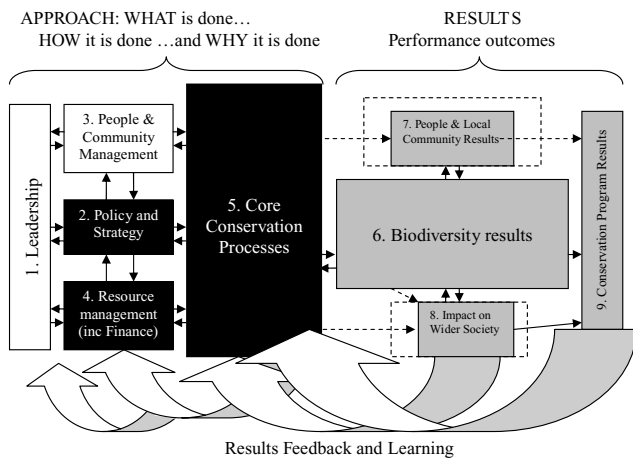 APPROACH: WHAT is done…
HOW it is done …and WHY it is done
RESULTS
Performance outcomes
1. Leadership
3. People &
Community
Management
2. Policy and
Strategy
4. Resource
management
(inc Finance)
5. Core
Conservation
Processes
7. People & Local
Community Results
6. Biodiversity results
8. Impact on
Wider Society
9. Conservation Program Results
Results Feedback and Learning